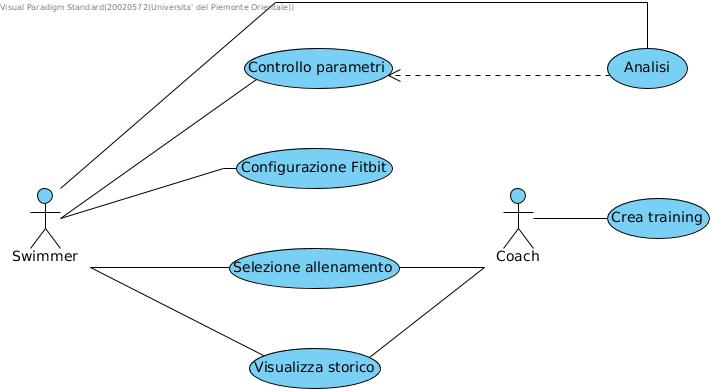 Visual Paradigm Standard(20020572(Universita' del Piemonte Orientale))
Controllo parametri
Analisi
Configurazione Fitbit
Swimmer
Coach
Crea training
Selezione allenamento
Visualizza storico